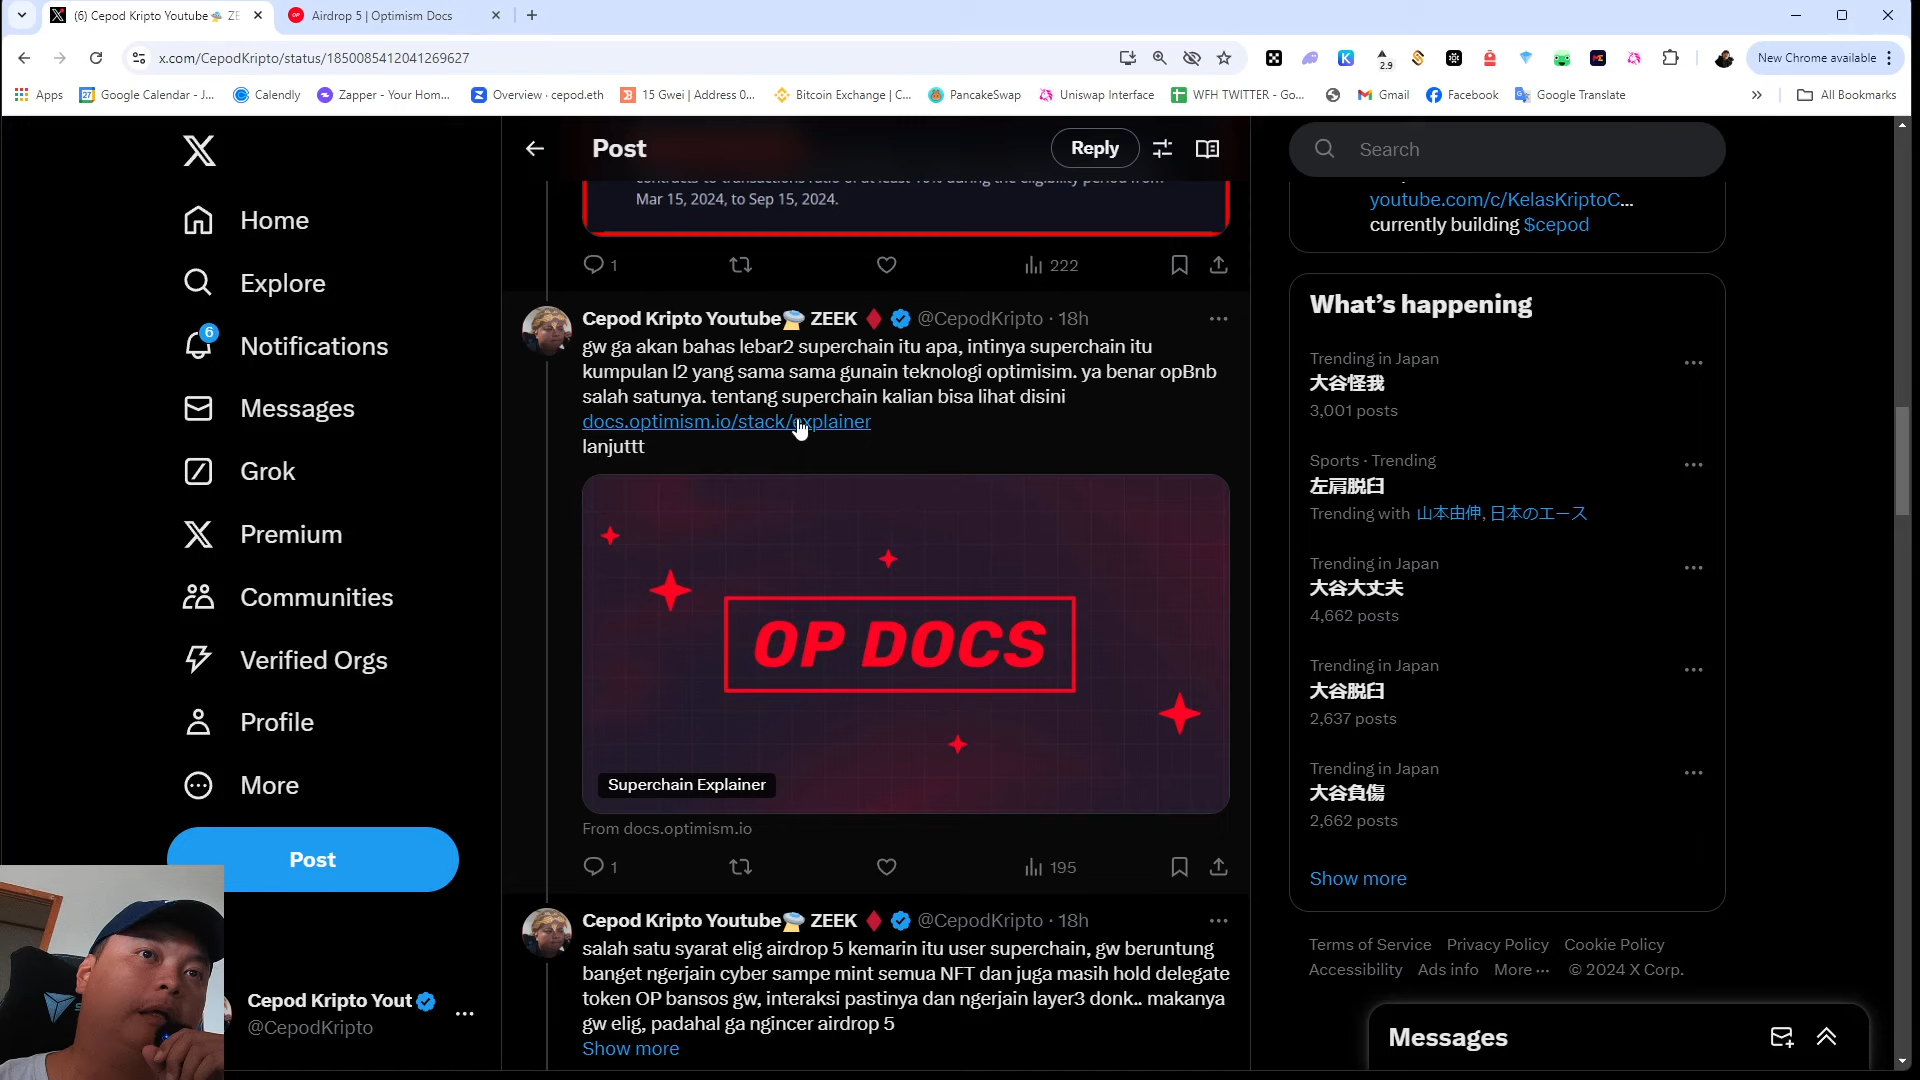 (6) Cepod Kripto Youtube
Airdrop 5 | Optimism Docs
x.com/CepodKripto/status/1850085412041269627
2.9
New Chrome available
Apps
Google Calendar - J...
Calendly
Zapper - Your Hom...
Overview · cepod.eth
15 Gwei | Address 0...
Bitcoin Exchange | C...
PancakeSwap
Uniswap Interface
WFH TWITTER - Go...
Gmail
Facebook
Google Translate
All Bookmarks
Home
Explore
6
Notifications
Messages
Grok
Premium
Communities
Verified Orgs
Profile
More
Post
Cepod Kripto Yout
@CepodKripto
Post
Reply
Mar 15, 2024, to Sep 15, 2024.
1
222
Cepod Kripto Youtube ZEEK @CepodKripto · 18h
gw ga akan bahas lebar2 superchain itu apa, intinya superchain itu
kumpulan l2 yang sama sama gunain teknologi optimisim. ya benar opBnb
salah satunya. tentang superchain kalian bisa lihat disini
docs.optimism.io/stack/explainer
lanjuttt
OP DOCS
Superchain Explainer
From docs.optimism.io
1
195
Cepod Kripto Youtube ZEEK @CepodKripto · 18h
salah satu syarat elig airdrop 5 kemarin itu user superchain, gw beruntung
banget ngerjain cyber sampe mint semua NFT dan juga masih hold delegate
token OP bansos gw, interaksi pastinya dan ngerjain layer3 donk.. makanya
gw elig, padahal ga ngincer airdrop 5
Show more
Search
youtube.com/c/KelasKriptoC...
currently building $cepod
What's happening
Trending in Japan
大谷怪我
3,001 posts
Sports · Trending
左肩脱臼
Trending with 山本由伸, 日本のエース
Trending in Japan
大谷大丈夫
4,662 posts
Trending in Japan
大谷脱臼
2,637 posts
Trending in Japan
大谷負傷
2,662 posts
Show more
Terms of Service Privacy Policy Cookie Policy
Accessibility Ads info More ··· © 2024 X Corp.
Messages